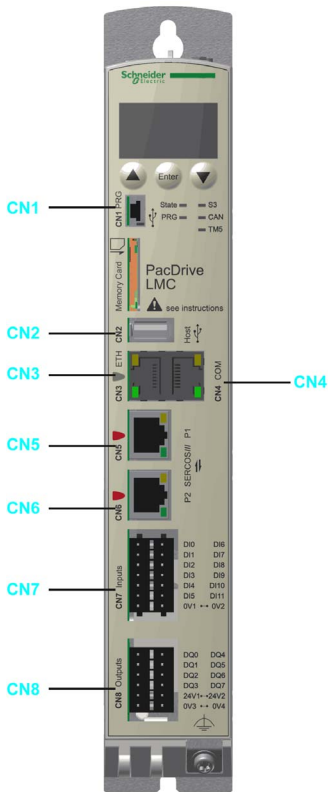 Schneider
Electric
Enter
CN1
CN1 PRG
State
PRG
S3
CAN
TM5
Memory Card
PacDrive
LMC
see instructions
CN2
CN2
Host
CN3
CN3 ETH
CN4 COM
CN4
CN5
CN5
P1
SERCOSIII
CN6
CN6
P2
CN7
CN7 Inputs
DI0 DI6
DI1 DI7
DI2 DI8
DI3 DI9
DI4 DI10
DI5 DI11
0V1 ↔ 0V2
CN8
CN8 Outputs
DQ0 DQ4
DQ1 DQ5
DQ2 DQ6
DQ3 DQ7
24V1↔24V2
0V3 ↔ 0V4